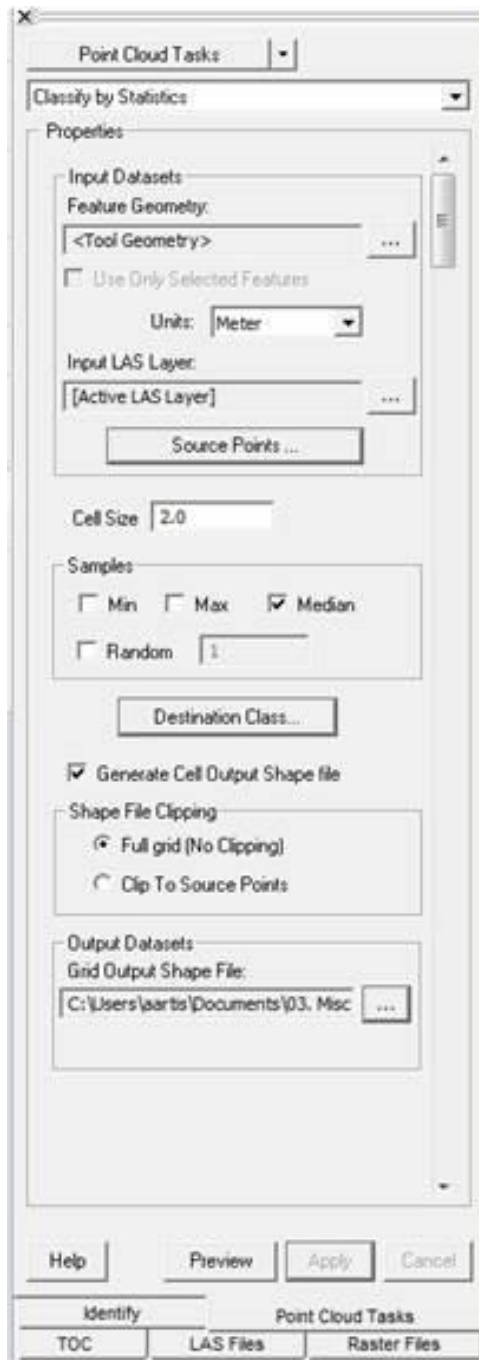 Point Cloud Tasks
Classify by Statistics
Properties
Input Datasets
Feature Geometry:
<Tool Geometry>
...
Use Only Selected Features
Units: Meter
Input LAS Layer:
[Active LAS Layer]
...
Source Points ...
Cell Size 2.0
Samples
Min Max Median
Random 1
Destination Class...
Generate Cell Output Shape file
Shape File Clipping
Full grid (No Clipping)
Clip To Source Points
Output Datasets
Grid Output Shape File:
C:\Users\aartis\Documents\03. Misc ...
Help Preview Apply Cancel
Identify Point Cloud Tasks
TOC LAS Files Raster Files